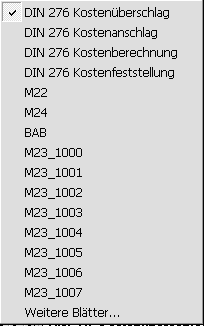 DIN 276 Kostenüberschlag
DIN 276 Kostenanschlag
DIN 276 Kostenberechnung
DIN 276 Kostenfeststellung
M22
M24
BAB
M23_1000
M23_1001
M23_1002
M23_1003
M23_1004
M23_1005
M23_1006
M23_1007
Weitere Blätter...